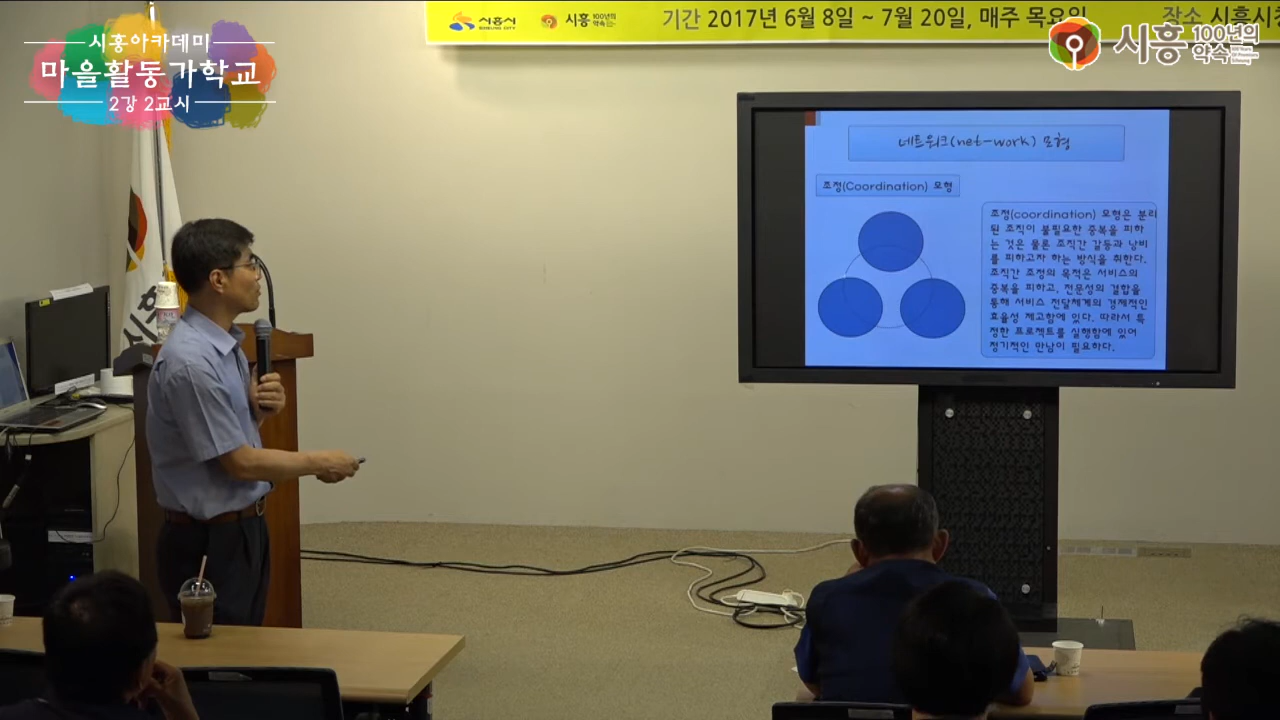 시흥아카데미
마을활동가학교
2강 2교시
시흥시
SIHEUNG CITY
시흥 100년의
약속
기간 2017년 6월 8일 ~ 7월 20일, 매주 목요일
장소 시흥시청
시흥 100년의
약속
네트워크(net-work) 모형
조정(Coordination) 모형
조정(coordination) 모형은 분리
된 조직이 불필요한 중복을 피하
는 것은 물론 조직간 갈등과 낭비
를 피하고자 하는 방식을 취한다.
조직간 조정의 목적은 서비스의
중복을 피하고, 전문성의 결합을
통해 서비스 전달체계의 경제적인
효율성 제고함에 있다. 따라서 특
정한 프로젝트를 실행함에 있어
정기적인 만남이 필요하다.
시흥